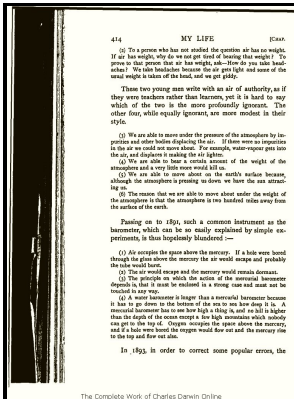 414 MY LIFE [CHAP.
(2) To a person who has not studied the question air has no weight.
If air has weight, why do we not get tired of bearing that weight? To
prove to that person that air has weight, ask—How do you take head-
aches? We take headaches because the air gets light and some of the
usual weight is taken off the head, and we get giddy.
These two young men write with an air of authority, as if
they were teachers rather than learners, yet it is hard to say
which of the two is the more profoundly ignorant. The
other four, while equally ignorant, are more modest in their
style.
(3) We are able to move under the pressure of the atmosphere by im-
purities and other bodies displacing the air. If there were no impurities
in the air we could not move about. For example, water-vapour gets into
the air, and displaces it making the air lighter.
(4) We are able to bear a certain amount of the weight of the
atmosphere and a very little more would kill us.
(5) We are able to move about on the earth's surface because,
although the atmosphere is pressing us down we have the sun attract-
ing us.
(6) The reason that we are able to move about under the weight of
the atmosphere is that the atmosphere is two hundred miles away from
the surface of the earth.
Passing on to 1891, such a common instrument as the
barometer, which can be so easily explained by simple ex-
periments, is thus hopelessly blundered :—
(1) Air occupies the space above the mercury. If a hole were bored
through the glass above the mercury the air would escape and probably
the tube would burst.
(2) The air would escape and the mercury would remain dormant.
(3) The principle on which the action of the mercurial barometer
depends is, that it must be enclosed in a strong case and must not be
touched in any way.
(4) A water barometer is longer than a mercurial barometer because
it has to go down to the bottom of the sea to see how deep it is. A
mercurial barometer has to see how high a thing is, and no hill is higher
than the depth of the ocean except a few high mountains which nobody
can get to the top of. Oxygen occupies the space above the mercury,
and if a hole were bored the oxygen would flow out and the mercury rise
to the top and flow out also.
In 1893, in order to correct some popular errors, the
The Complete Work of Charles Darwin Online